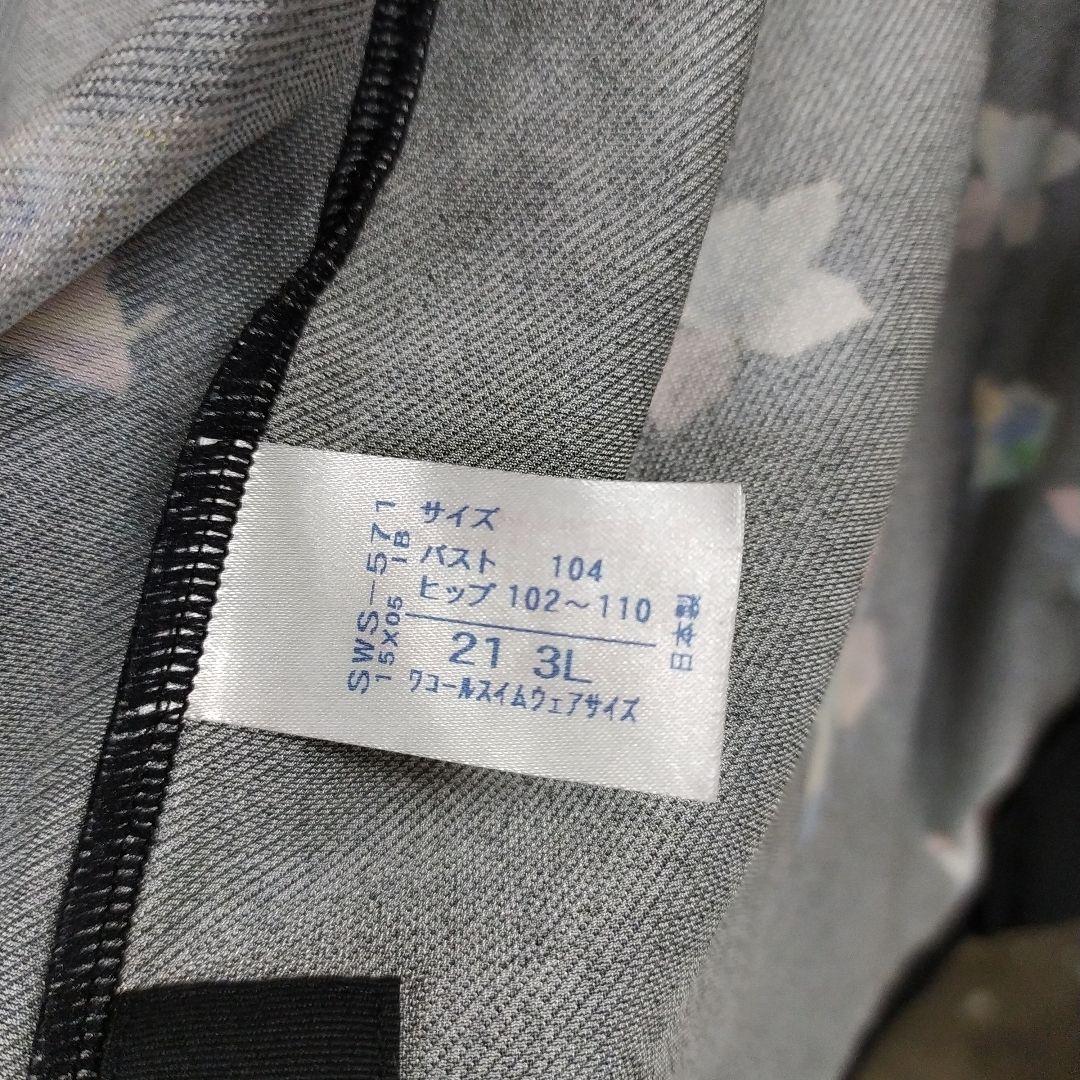 サイズ
バスト 104
ヒップ 102～110
21 3L
ワコールスイムウェアサイズ
SWS-571
15X05 IB
日本製